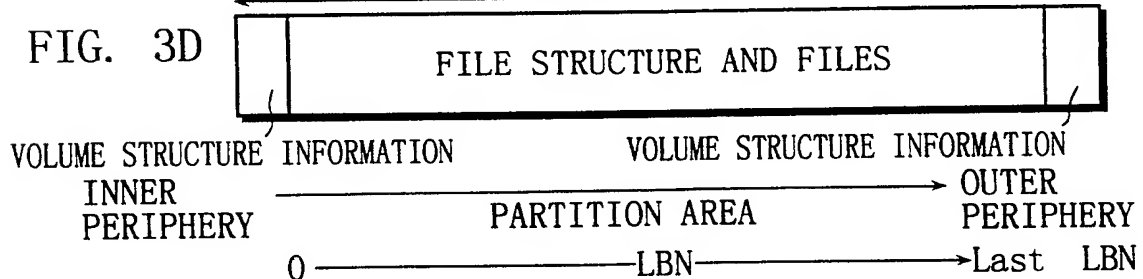 FIG. 3D
FILE STRUCTURE AND FILES
VOLUME STRUCTURE INFORMATION
VOLUME STRUCTURE INFORMATION
INNER PERIPHERY
OUTER PERIPHERY
PARTITION AREA
0 LBN Last LBN